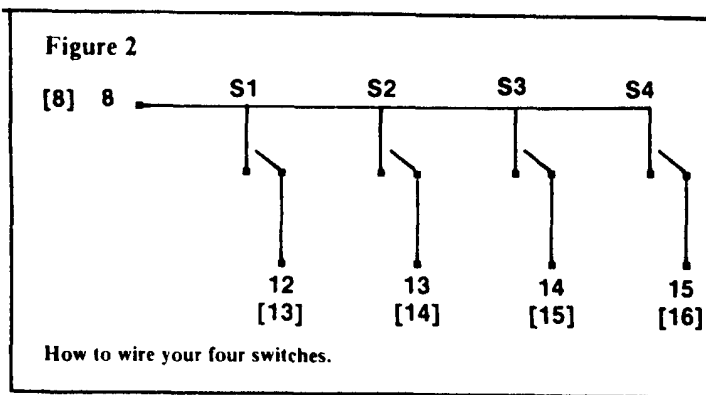 Figure 2
S1 S2 S3 S4
[8] 8
12 13 14 15
[13] [14] [15] [16]
How to wire your four switches.